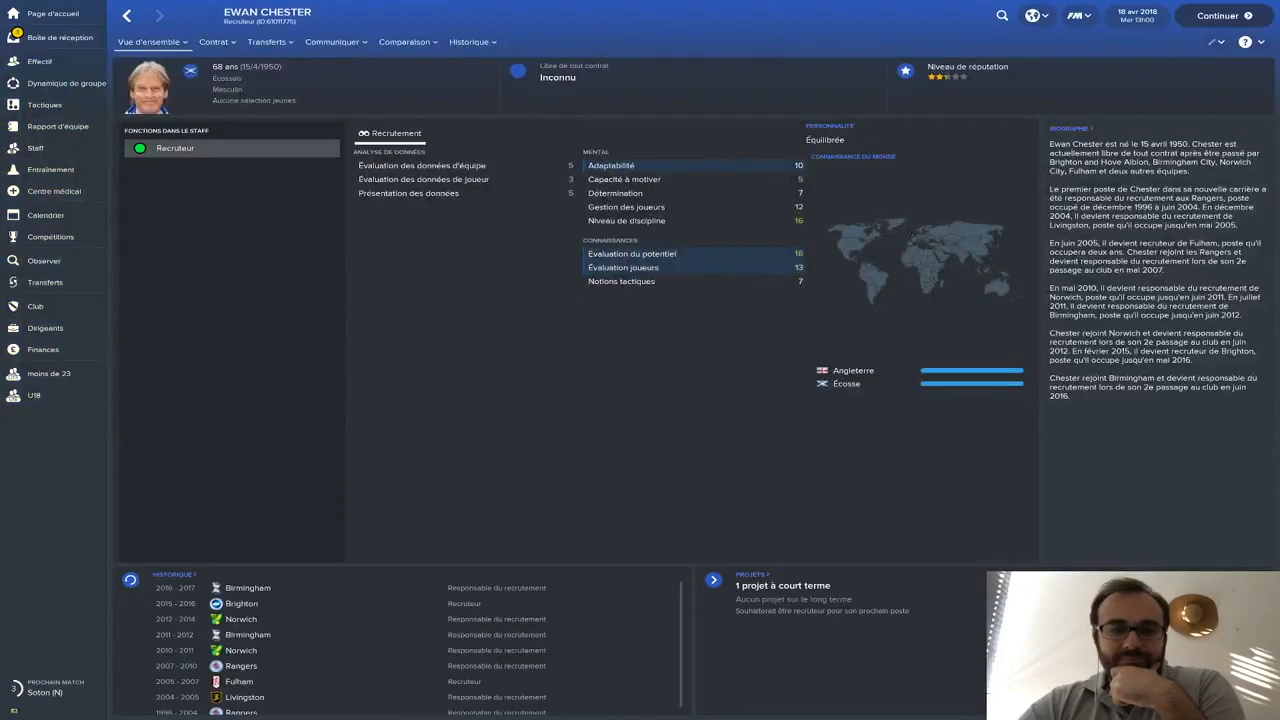 Page d'accueil
Boîte de réception
Effectif
Dynamique de groupe
Tactiques
Rapport d'équipe
Staff
Entraînement
Centre médical
Calendrier
Compétitions
Observer
Transferts
Club
Dirigeants
Finances
moins de 23
U18
PROCHAIN MATCH
3
Soton (N)
EWAN CHESTER
Recruteur (ID:61011775)
18 avr 2018
Mer 13h00
FM
Continuer
Vue d'ensemble
Contrat
Transferts
Communiquer
Comparaison
Historique
?
68 ans (15/4/1950)
Écossais
Masculin
Aucune sélection jeunes
Libre de tout contrat
Inconnu
Niveau de réputation
FONCTIONS DANS LE STAFF
Recruteur
Recrutement
ANALYSE DE DONNÉES
Évaluation des données d'équipe 5
Évaluation des données de joueur 3
Présentation des données 5
MENTAL
Adaptabilité 10
Capacité à motiver 5
Détermination 7
Gestion des joueurs 12
Niveau de discipline 16
CONNAISSANCES
Évaluation du potentiel 16
Évaluation joueurs 13
Notions tactiques 7
PERSONNALITÉ
Équilibrée
CONNAISSANCE DU MONDE
Angleterre
Écosse
BIOGRAPHIE >
Ewan Chester est né le 15 avril 1950. Chester est
actuellement libre de tout contrat après être passé par
Brighton and Hove Albion, Birmingham City, Norwich
City, Fulham et deux autres équipes.
Le premier poste de Chester dans sa nouvelle carrière a
été responsable du recrutement aux Rangers, poste
occupé de décembre 1996 à juin 2004. En décembre
2004, il devient responsable du recrutement de
Livingston, poste qu'il occupe jusqu'en mai 2005.
En juin 2005, il devient recruteur de Fulham, poste qu'il
occupera deux ans. Chester rejoint les Rangers et
devient responsable du recrutement lors de son 2e
passage au club en mai 2007.
En mai 2010, il devient responsable du recrutement de
Norwich, poste qu'il occupe jusqu'en juin 2011. En juillet
2011, il devient responsable du recrutement de
Birmingham, poste qu'il occupe jusqu'en juin 2012.
Chester rejoint Norwich et devient responsable du
recrutement lors de son 2e passage au club en juin
2012. En février 2015, il devient recruteur de Brighton,
poste qu'il occupe jusqu'en mai 2016.
Chester rejoint Birmingham et devient responsable du
recrutement lors de son 2e passage au club en juin
2016.
HISTORIQUE >
2016 - 2017 Birmingham Responsable du recrutement
2015 - 2016 Brighton Recruteur
2012 - 2014 Norwich Responsable du recrutement
2011 - 2012 Birmingham Responsable du recrutement
2010 - 2011 Norwich Responsable du recrutement
2007 - 2010 Rangers Responsable du recrutement
2005 - 2007 Fulham Recruteur
2004 - 2005 Livingston Responsable du recrutement
1996 - 2004 Rangers Responsable du recrutement
PROJETS >
1 projet à court terme
Aucun projet sur le long terme
Souhaiterait être recruteur pour son prochain poste